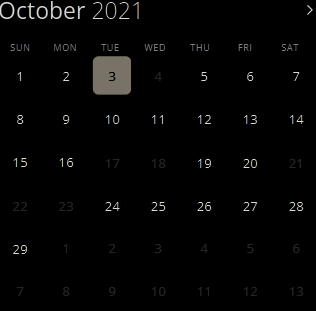 October 2021 >
SUN MON TUE WED THU FRI SAT
1 2 3 4 5 6 7
8 9 10 11 12 13 14
15 16 17 18 19 20 21
22 23 24 25 26 27 28
29 1 2 3 4 5 6
7 8 9 10 11 12 13